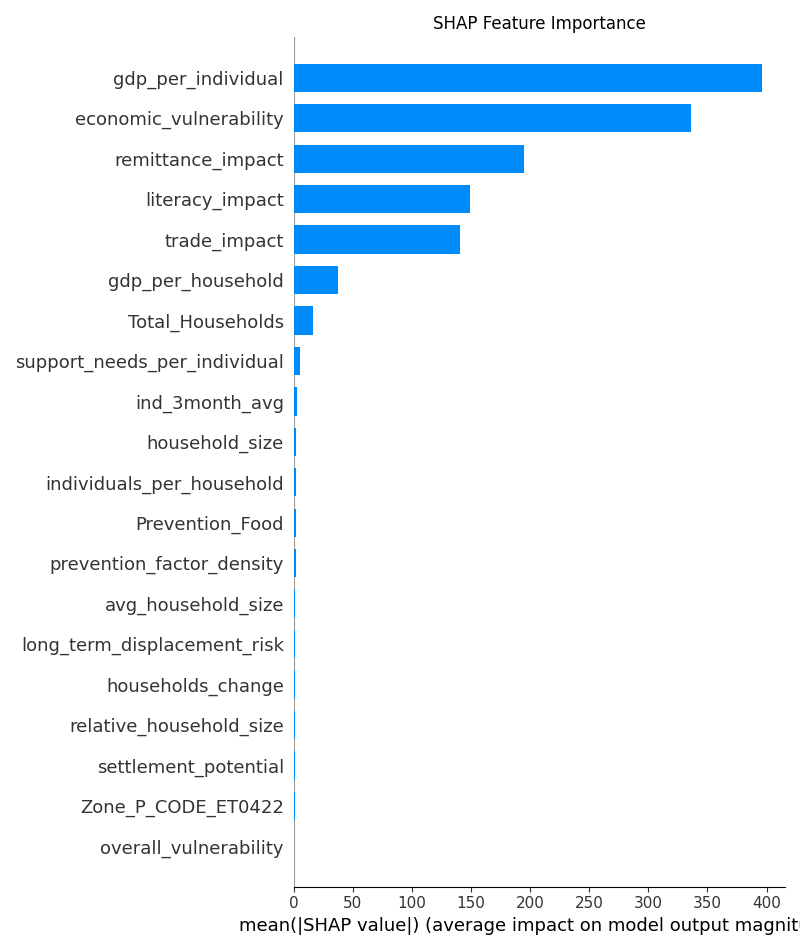 SHAP Feature Importance
gdp_per_individual
economic_vulnerability
remittance_impact
literacy_impact
trade_impact
gdp_per_household
Total_Households
support_needs_per_individual
ind_3month_avg
household_size
individuals_per_household
Prevention_Food
prevention_factor_density
avg_household_size
long_term_displacement_risk
households_change
relative_household_size
settlement_potential
Zone_P_CODE_ET0422
overall_vulnerability
0 50 100 150 200 250 300 350 400
mean(|SHAP value|) (average impact on model output magnitu